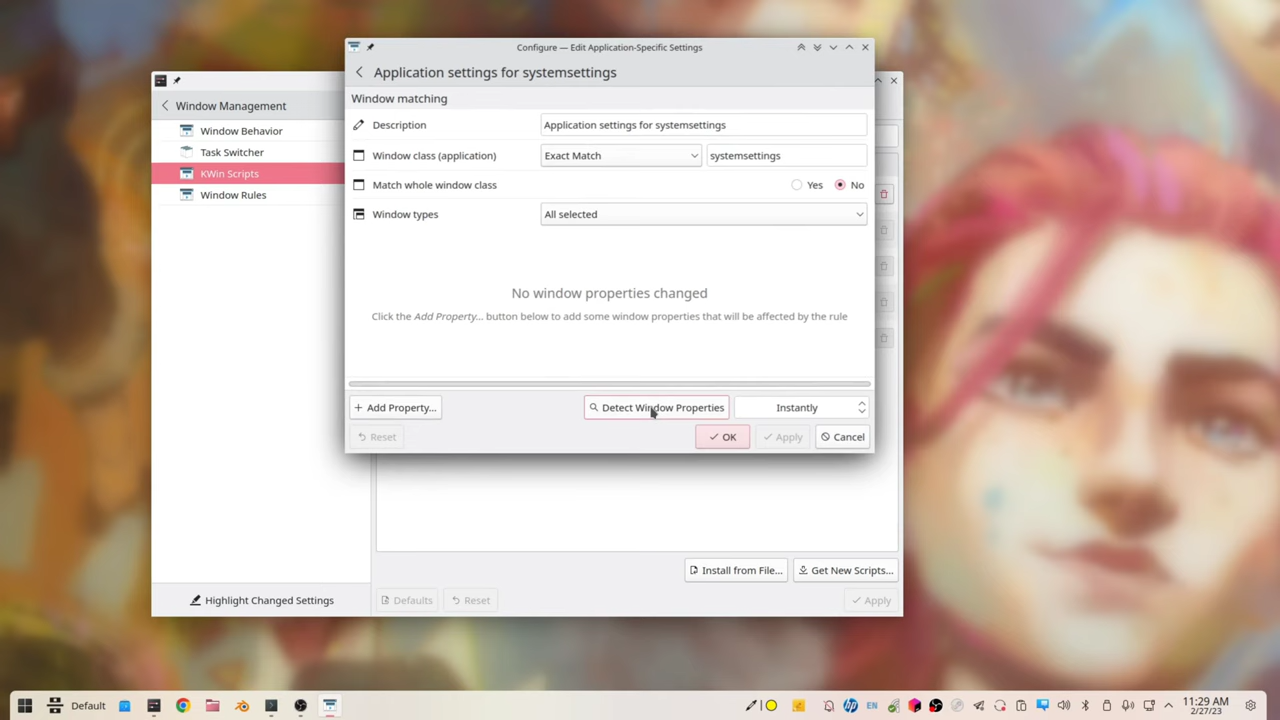 Configure — Edit Application-Specific Settings
Application settings for systemsettings
Window matching
Description
Application settings for systemsettings
Window class (application)
Exact Match
systemsettings
Match whole window class
Yes
No
Window types
All selected
No window properties changed
Click the Add Property... button below to add some window properties that will be affected by the rule
Add Property...
Detect Window Properties
Instantly
Reset
OK
Apply
Cancel
Window Management
Window Behavior
Task Switcher
KWin Scripts
Window Rules
Install from File...
Get New Scripts...
Highlight Changed Settings
Defaults
Reset
Apply
Default
EN
11:29 AM
2/27/23